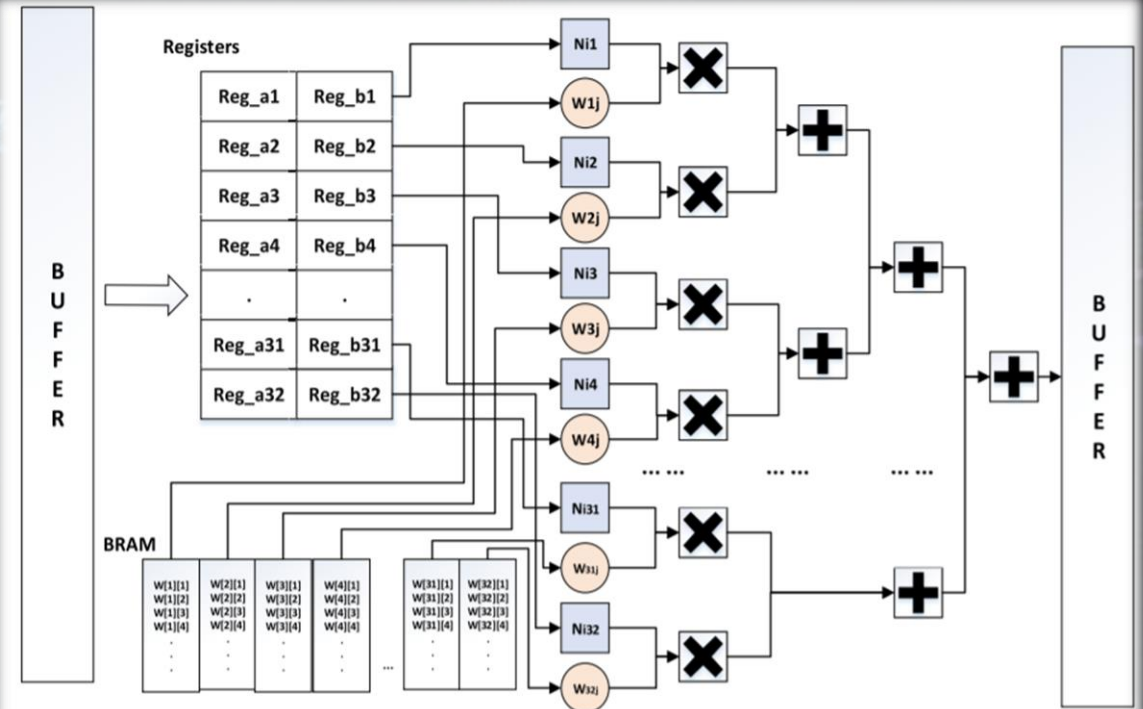 BUFFER
Registers
Reg_a1 Reg_b1
Reg_a2 Reg_b2
Reg_a3 Reg_b3
Reg_a4 Reg_b4
. .
Reg_a31 Reg_b31
Reg_a32 Reg_b32
BRAM
W[1][1]
W[1][2]
W[1][3]
W[1][4]
.
.
.
W[2][1]
W[2][2]
W[2][3]
W[2][4]
.
.
.
W[3][1]
W[3][2]
W[3][3]
W[3][4]
.
.
.
W[4][1]
W[4][2]
W[4][3]
W[4][4]
.
.
.
...
W[31][1]
W[31][2]
W[31][3]
W[31][4]
.
.
.
W[32][1]
W[32][2]
W[32][3]
W[32][4]
.
.
.
Ni1
W1j
Ni2
W2j
Ni3
W3j
Ni4
W4j
Ni31
W31j
Ni32
W32j
... ... ... ... ... ...
BUFFER